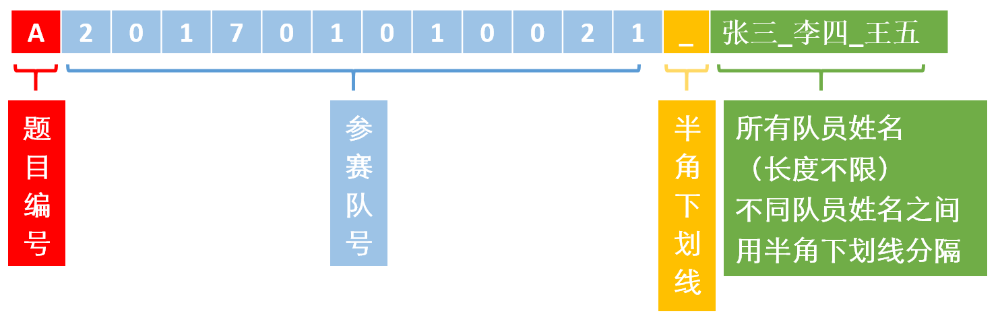 A201701010021_张三_李四_王五
题目编号
参赛队号
半角下划线
所有队员姓名
（长度不限）
不同队员姓名之间
用半角下划线分隔